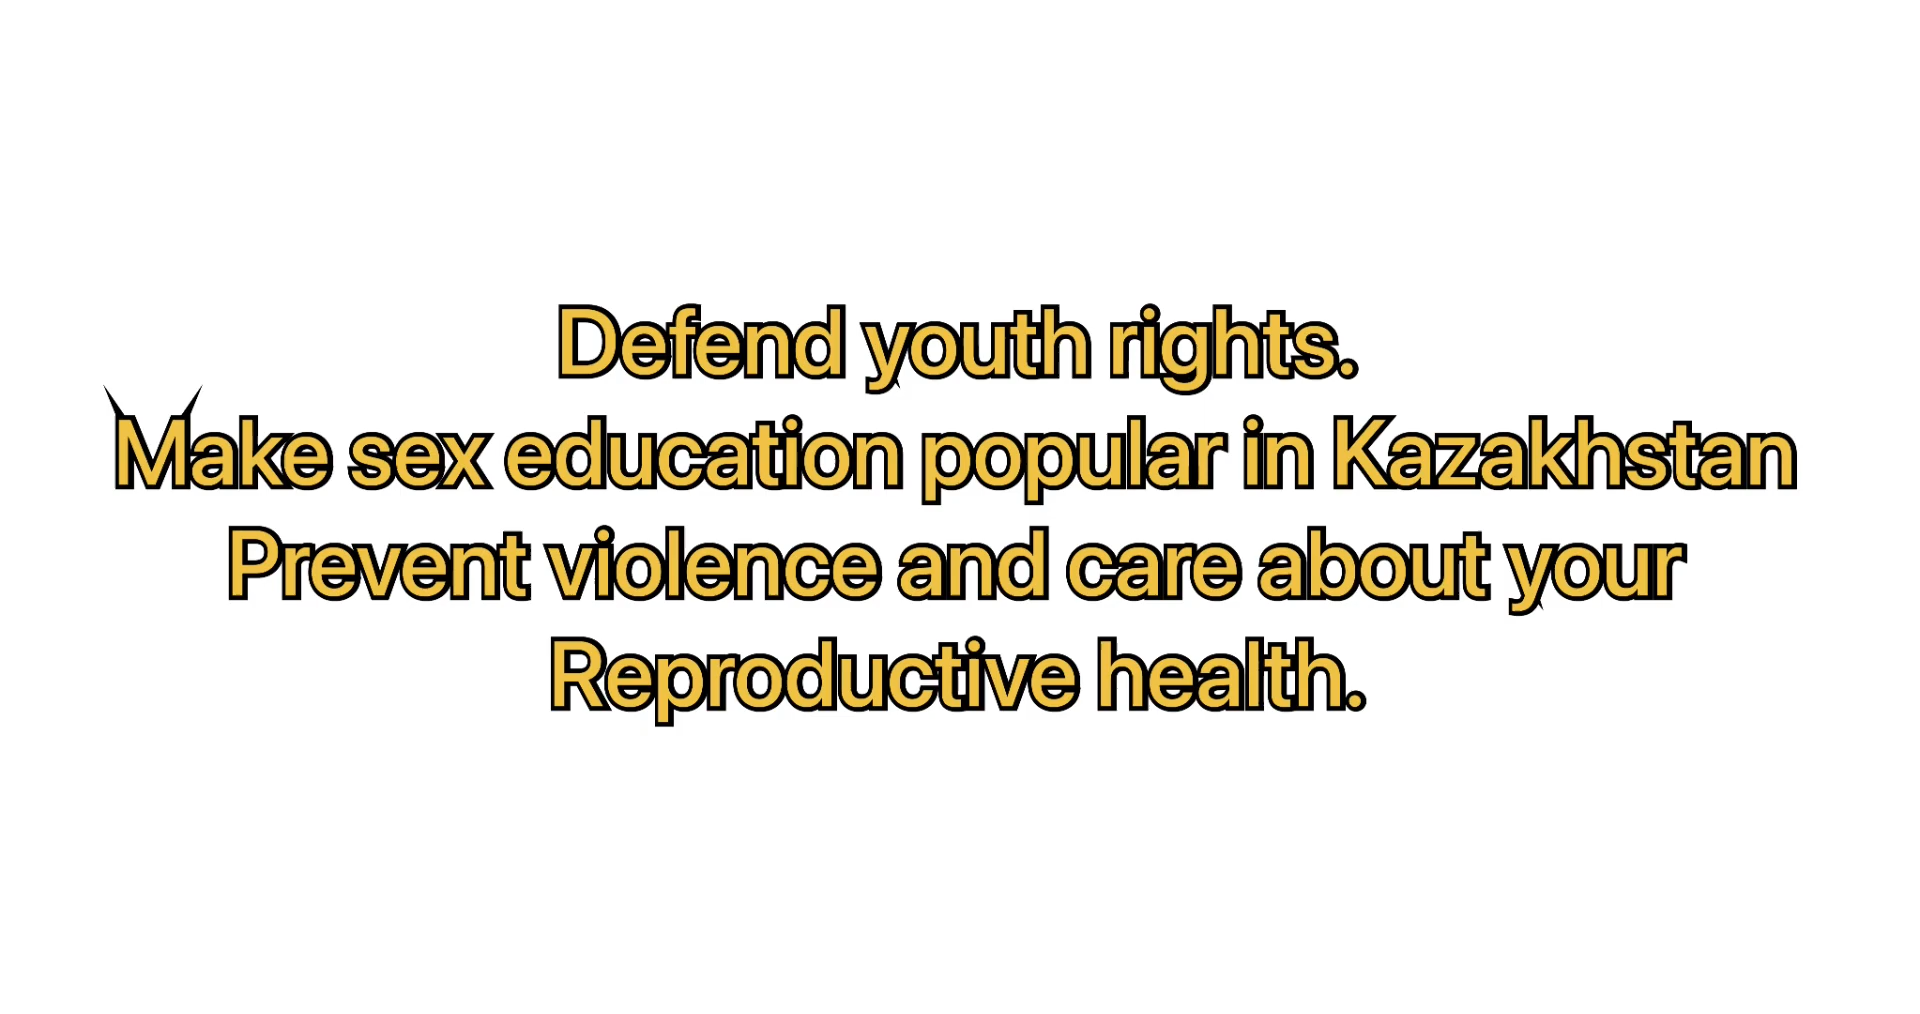 Defend youth rights.
Make sex education popular in Kazakhstan
Prevent violence and care about your
Reproductive health.